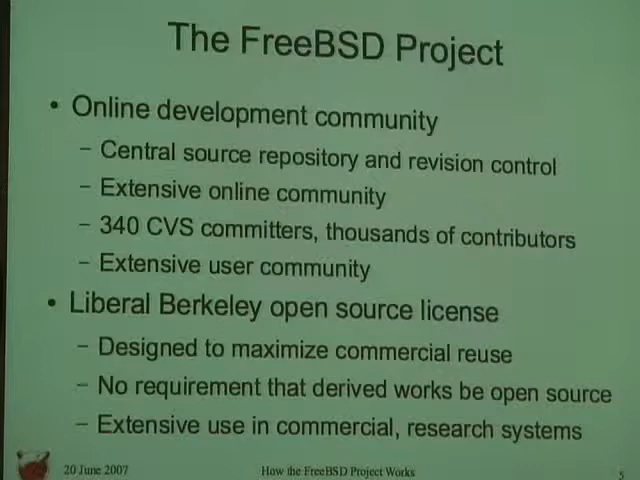 The FreeBSD Project
• Online development community
– Central source repository and revision control
– Extensive online community
– 340 CVS committers, thousands of contributors
– Extensive user community
• Liberal Berkeley open source license
– Designed to maximize commercial reuse
– No requirement that derived works be open source
– Extensive use in commercial, research systems
20 June 2007
How the FreeBSD Project Works
5